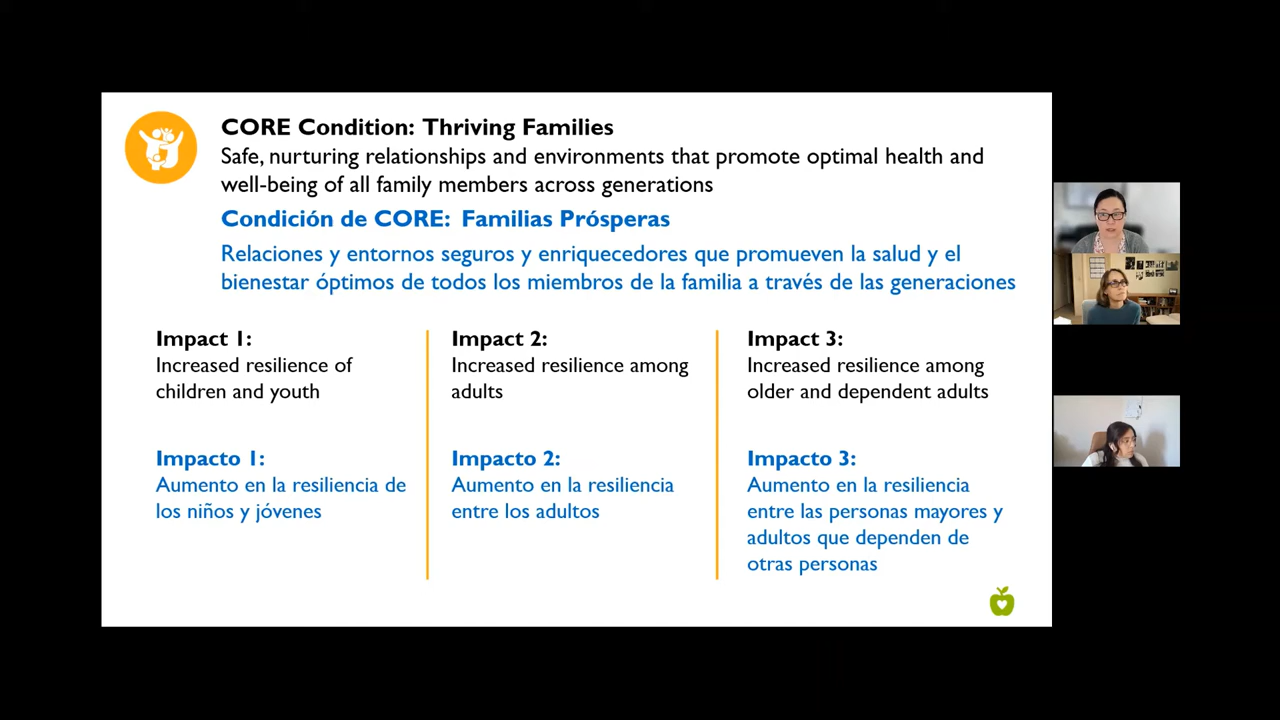 CORE Condition: Thriving Families
Safe, nurturing relationships and environments that promote optimal health and
well-being of all family members across generations
Condición de CORE: Familias Prósperas
Relaciones y entornos seguros y enriquecedores que promueven la salud y el
bienestar óptimos de todos los miembros de la familia a través de las generaciones
Impact 1:
Increased resilience of
children and youth
Impacto 1:
Aumento en la resiliencia de
los niños y jóvenes
Impact 2:
Increased resilience among
adults
Impacto 2:
Aumento en la resiliencia
entre los adultos
Impact 3:
Increased resilience among
older and dependent adults
Impacto 3:
Aumento en la resiliencia
entre las personas mayores y
adultos que dependen de
otras personas